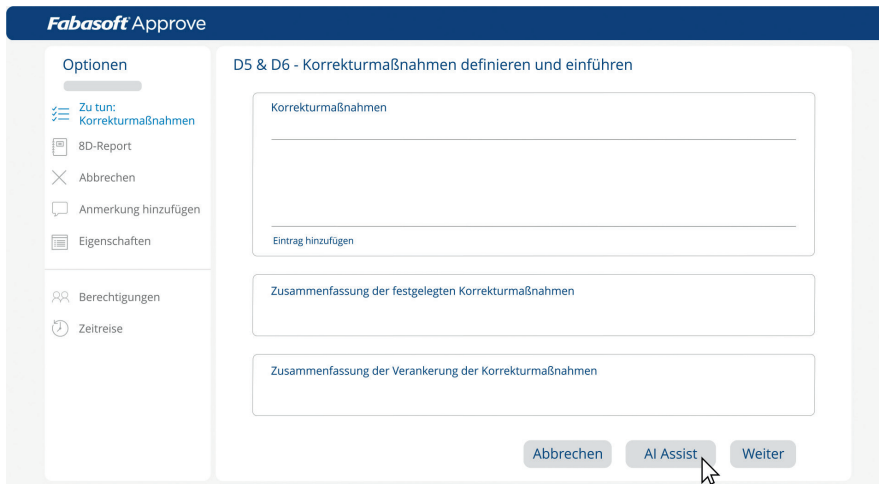 Fabasoft Approve
Optionen
Zu tun:
Korrekturmaßnahmen
8D-Report
Abbrechen
Anmerkung hinzufügen
Eigenschaften
Berechtigungen
Zeitreise
D5 & D6 - Korrekturmaßnahmen definieren und einführen
Korrekturmaßnahmen
Eintrag hinzufügen
Zusammenfassung der festgelegten Korrekturmaßnahmen
Zusammenfassung der Verankerung der Korrekturmaßnahmen
Abbrechen AI Assist Weiter